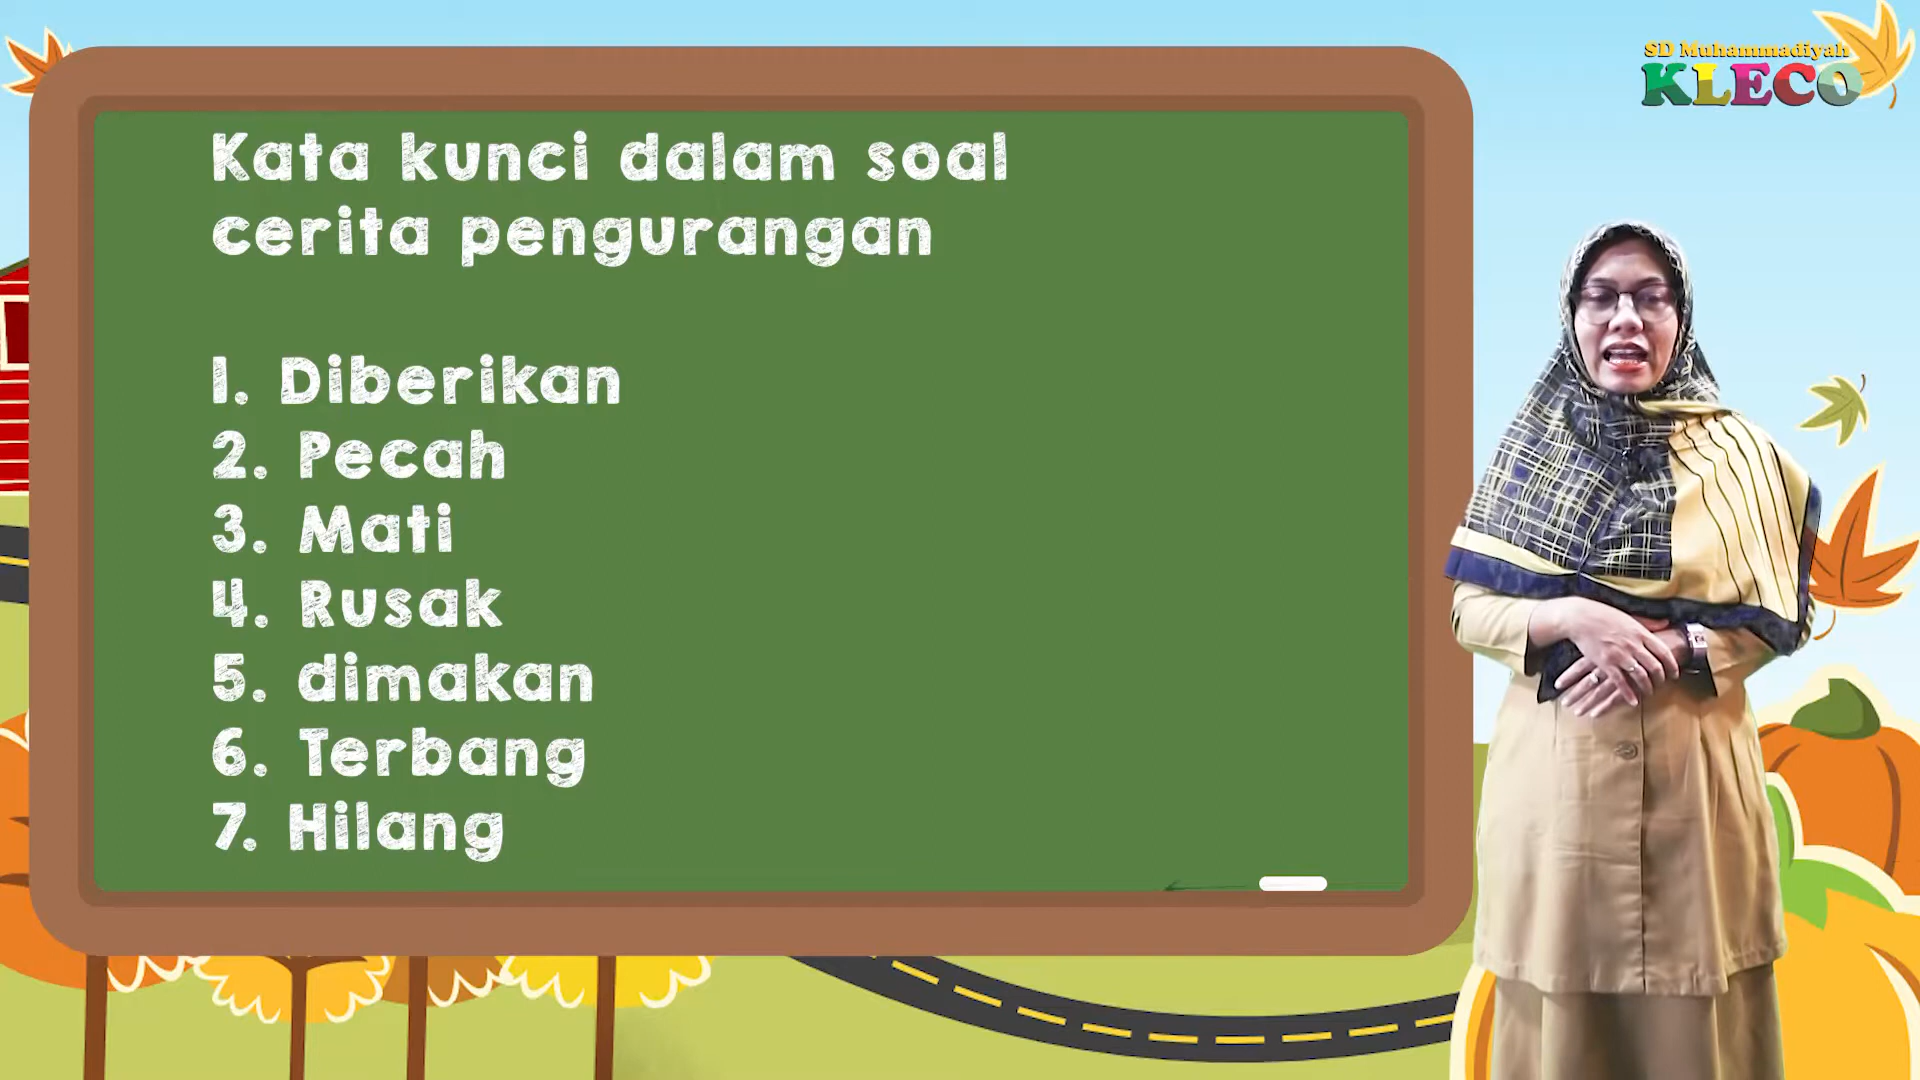 Kata kunci dalam soal
cerita pengurangan
1. Diberikan
2. Pecah
3. Mati
4. Rusak
5. dimakan
6. Terbang
7. Hilang
SD Muhammadiyah
KLECO